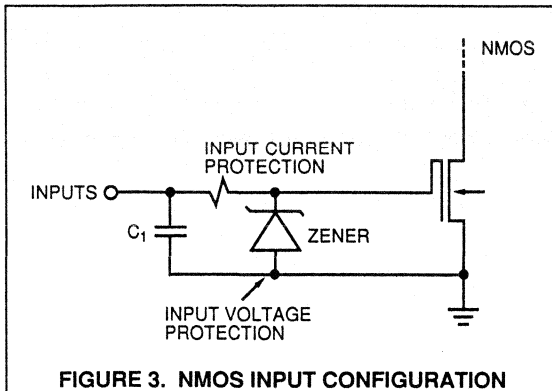 NMOS
INPUT CURRENT
PROTECTION
INPUTS
C1
ZENER
INPUT VOLTAGE
PROTECTION
FIGURE 3. NMOS INPUT CONFIGURATION